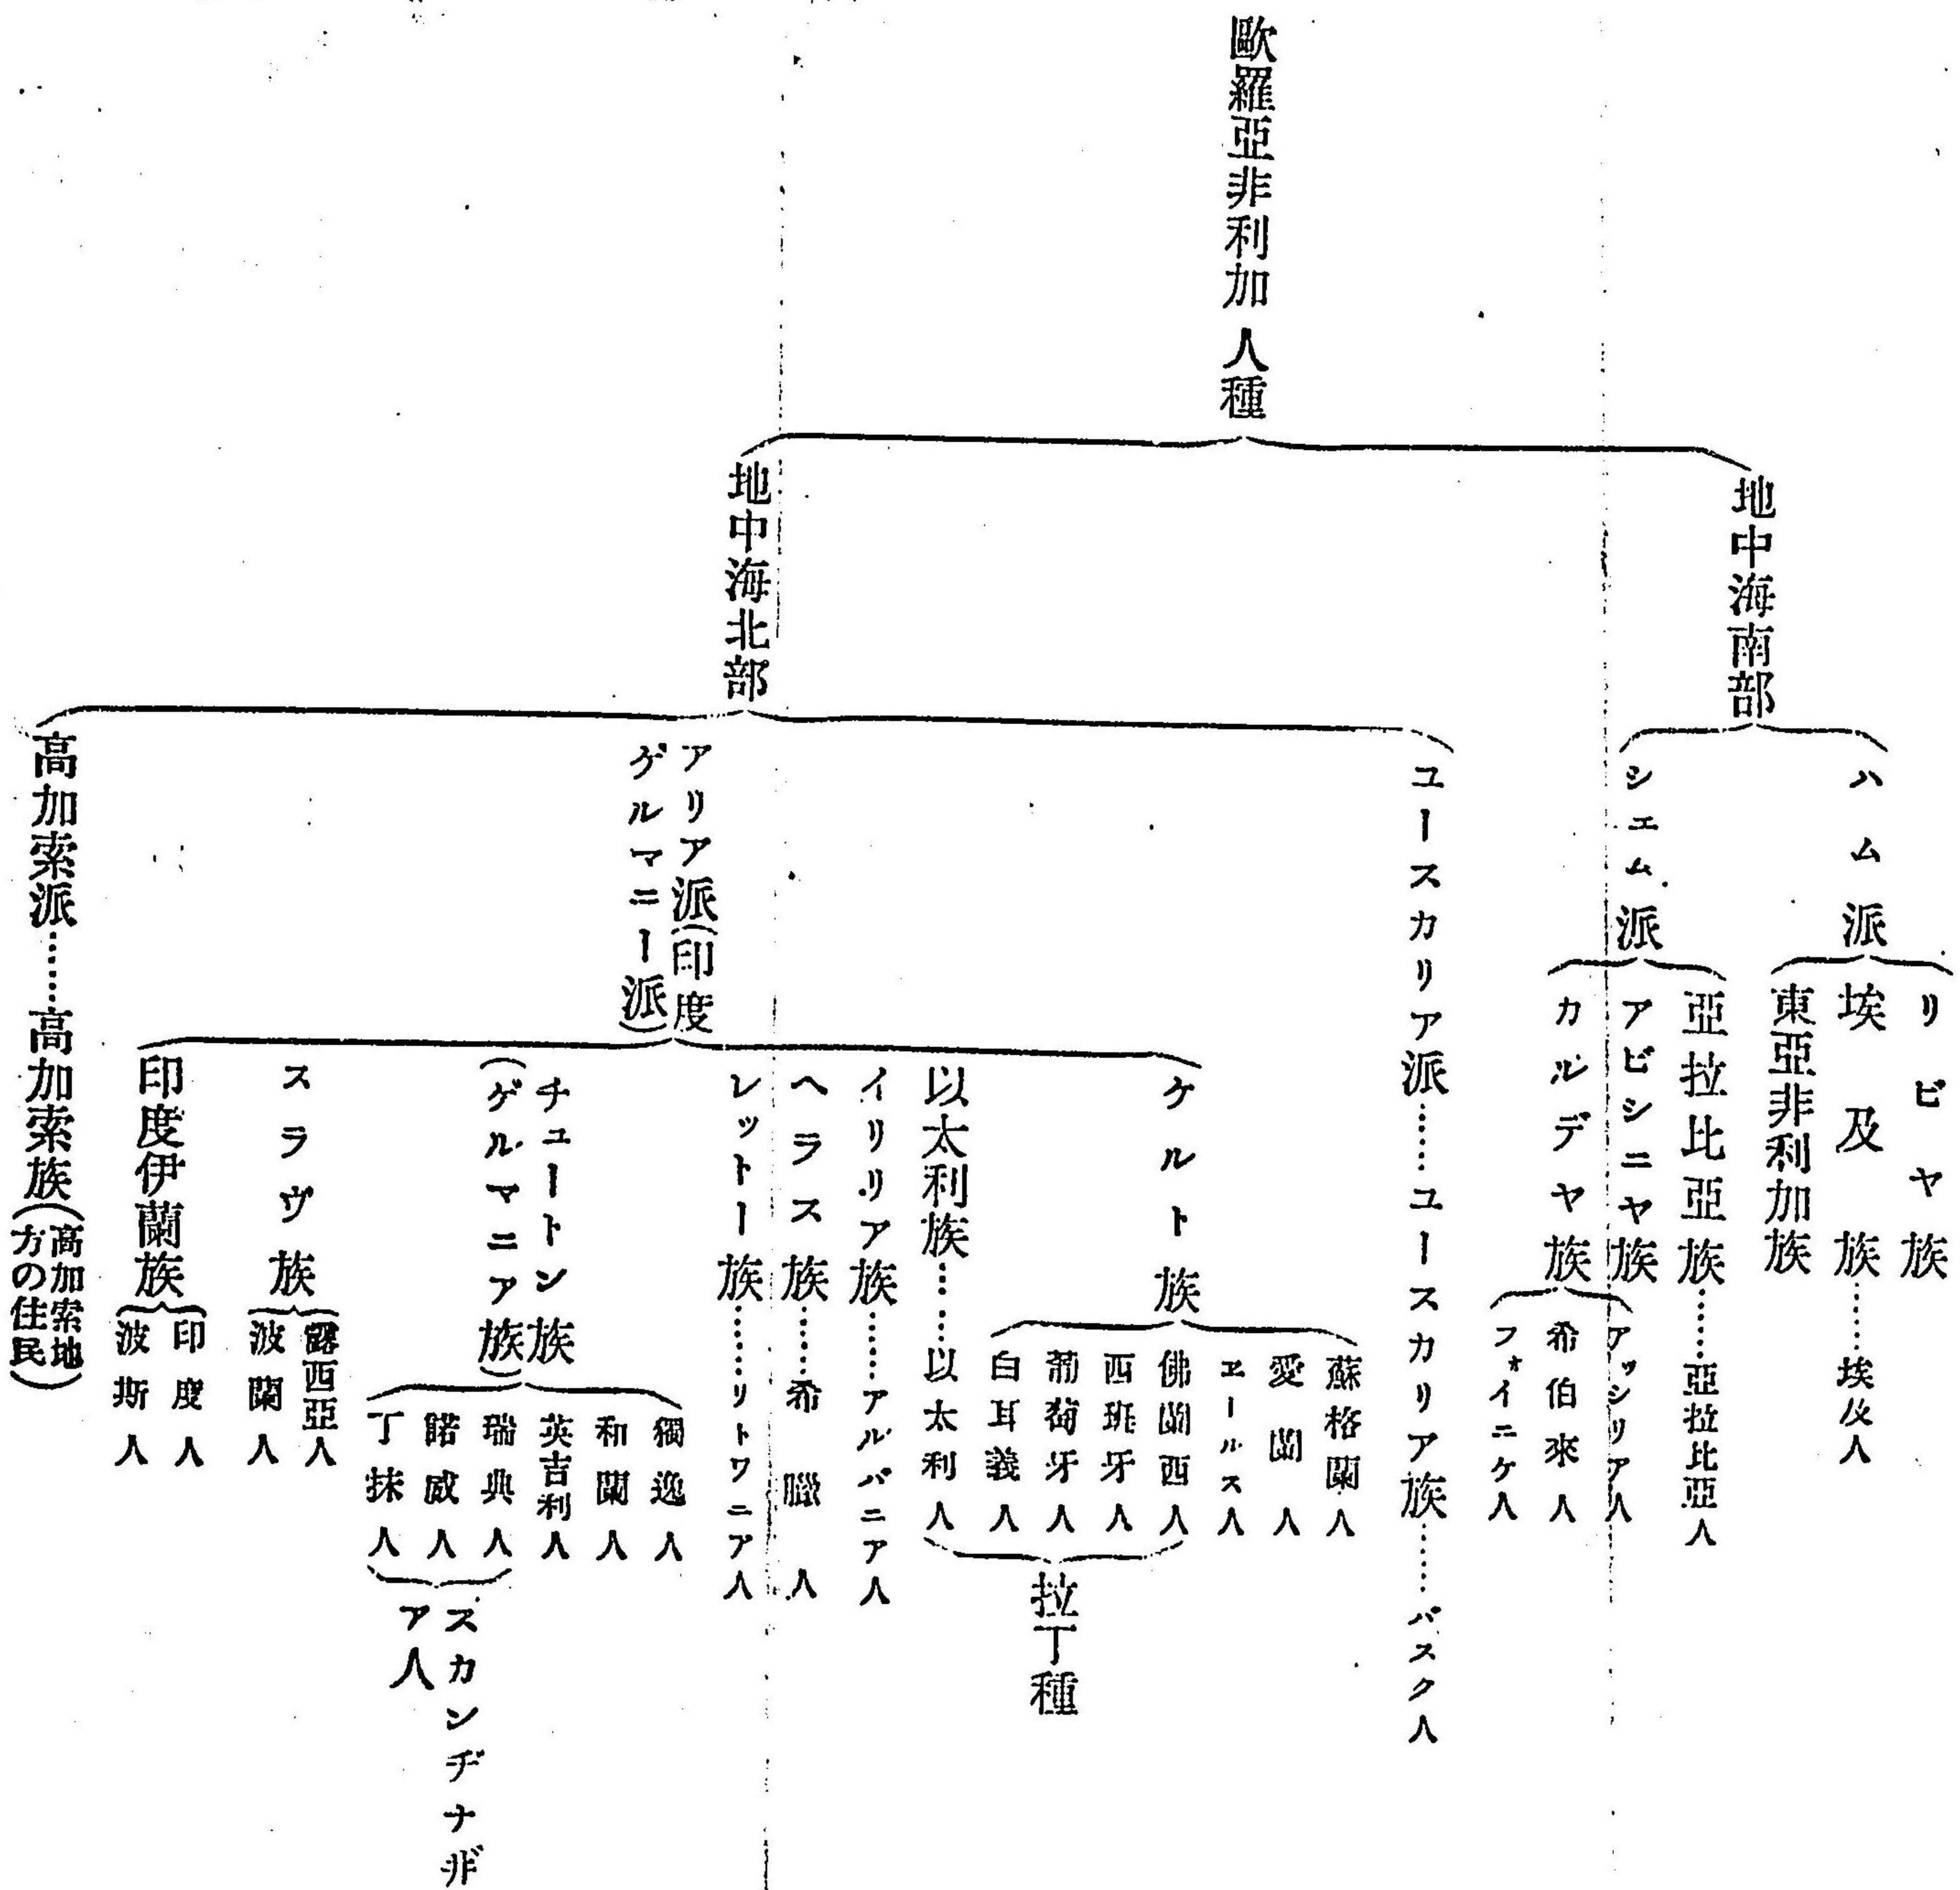 歐羅亞非利加人種
地中海南部
ハム派
リビヤ族
埃及族……埃及人
東亞非利加族
シエム派
亞拉比亞族……亞拉比亞人
アビシニヤ族
カルデヤ族
アッシリア人
希伯來人
フォイニケ人
地中海北部
ユースカリア派……ユースカリア族……バスク人
アリア派(印度
ゲルマニー派)
ケルト族
蘇格蘭人
愛蘭人
ヱールス人
佛蘭西人
西班牙人
葡萄牙人
白耳義人
以太利族……以太利人
拉丁種
イリリア族……アルバニア人
ヘラス族……希臘人
レットー族……リトワニア人
チュートン族
(ゲルマニア族)
獨逸人
和蘭人
英吉利人
瑞典人
諾威人
丁抹人
スカンヂナヸ
ア人
スラヴ族
露西亞人
波蘭人
印度伊蘭族
印度人
波斯人
高加索派……高加索族(高加索地
方の住民)